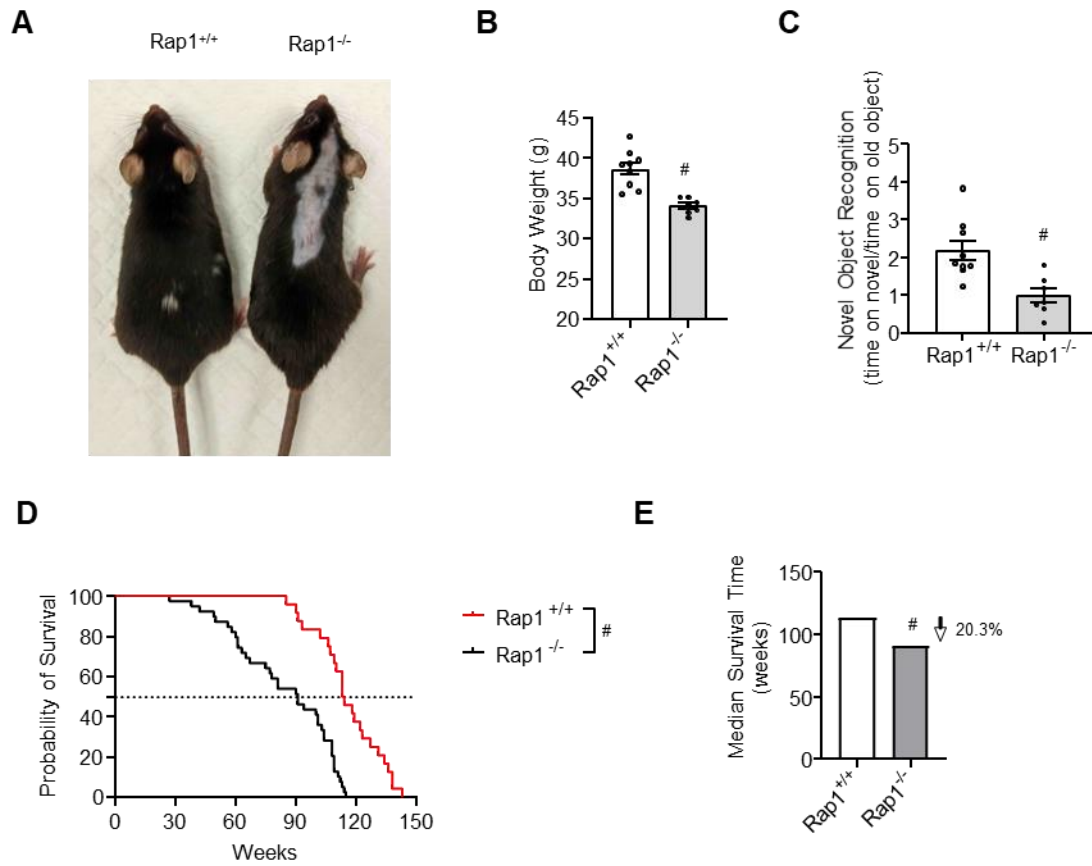 A
Rap1+/+
Rap1-/-
B
Body Weight (g)
45
40
35
30
25
20
#
Rap1+/+
Rap1-/-
C
Novel Object Recognition
(time on novel/time on old object)
5
4
3
2
1
0
#
Rap1+/+
Rap1-/-
D
Probability of Survival
100
80
60
40
20
0
0 30 60 90 120 150
Weeks
Rap1+/+
Rap1-/-
#
E
Median Survival Time
(weeks)
150
100
50
0
#
20.3%
Rap1+/+
Rap1-/-